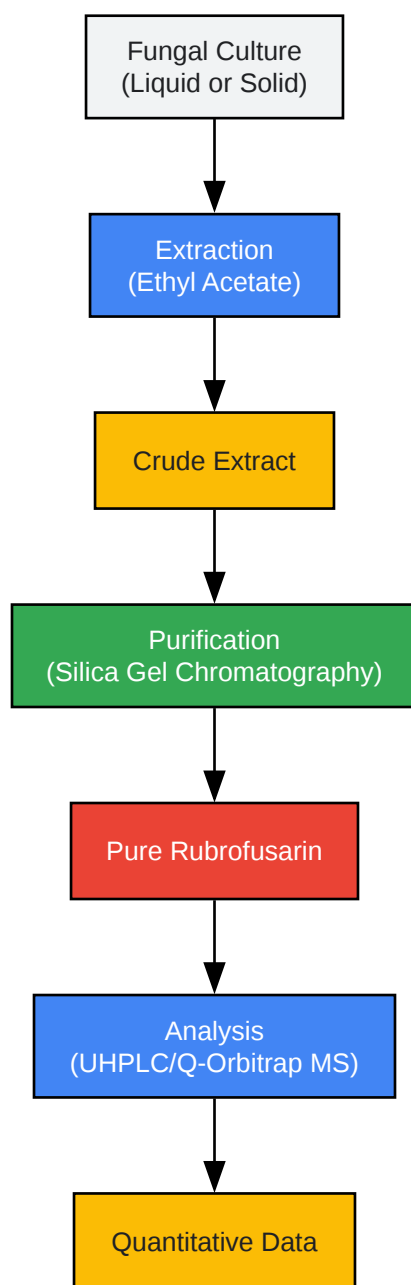 Fungal Culture
(Liquid or Solid)
Extraction
(Ethyl Acetate)
Crude Extract
Purification
(Silica Gel Chromatography)
Pure Rubrofusarin
Analysis
(UHPLC/Q-Orbitrap MS)
Quantitative Data